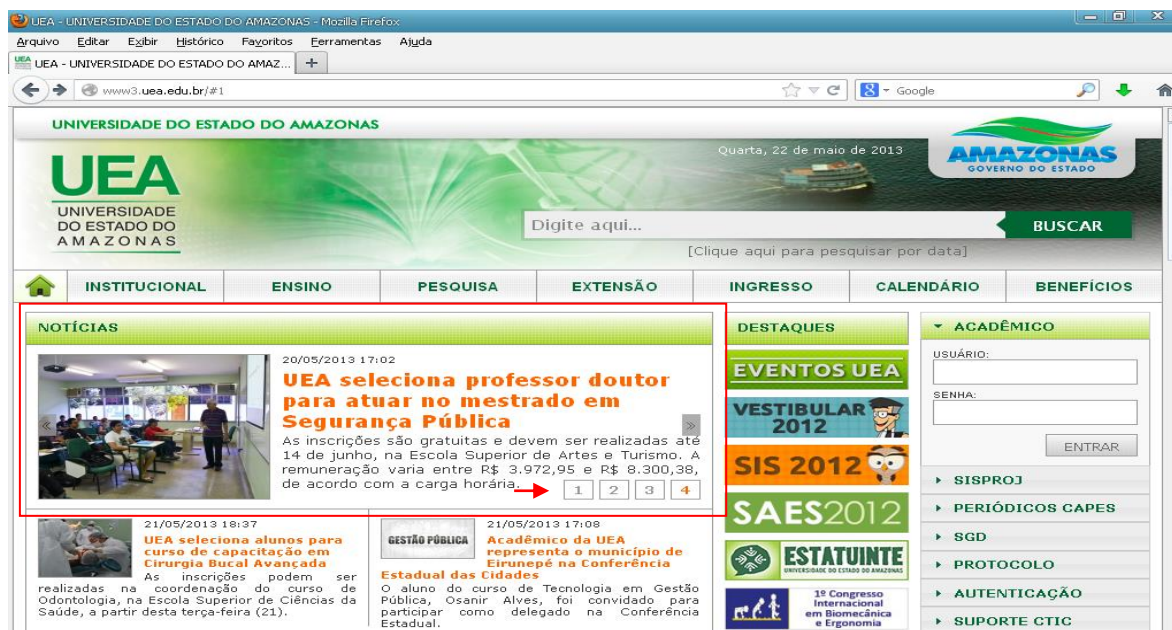 UEA - UNIVERSIDADE DO ESTADO DO AMAZONAS - Mozilla Firefox
Arquivo Editar Exibir Histórico Favoritos Ferramentas Ajuda
UEA - UNIVERSIDADE DO ESTADO DO AMAZ... +
www3.uea.edu.br/#1
Google
UNIVERSIDADE DO ESTADO DO AMAZONAS
Quarta, 22 de maio de 2013
AMAZONAS
GOVERNO DO ESTADO
UEA
UNIVERSIDADE
DO ESTADO DO
AMAZONAS
Digite aqui...
BUSCAR
[Clique aqui para pesquisar por data]
INSTITUCIONAL ENSINO PESQUISA EXTENSÃO INGRESSO CALENDÁRIO BENEFÍCIOS
NOTÍCIAS
20/05/2013 17:02
UEA seleciona professor doutor
para atuar no mestrado em
Segurança Pública
As inscrições são gratuitas e devem ser realizadas até
14 de junho, na Escola Superior de Artes e Turismo. A
remuneração varia entre R$ 3.972,95 e R$ 8.300,38,
de acordo com a carga horária.
« »
1 2 3 4
21/05/2013 18:37
UEA seleciona alunos para
curso de capacitação em
Cirurgia Bucal Avançada
As inscrições podem ser
realizadas na coordenação do curso de
Odontologia, na Escola Superior de Ciências da
Saúde, a partir desta terça-feira (21).
GESTÃO PÚBLICA
21/05/2013 17:08
Acadêmico da UEA
representa o município de
Eirunepé na Conferência
Estadual das Cidades
O aluno do curso de Tecnologia em Gestão
Pública, Osanir Alves, foi convidado para
participar como delegado na Conferência
Estadual.
DESTAQUES
EVENTOS UEA
VESTIBULAR
2012
SIS 2012
SAES2012
ESTATUINTE
UNIVERSIDADE DO ESTADO DO AMAZONAS
1º Congresso
Internacional
em Biomecânica
e Ergonomia
ACADÊMICO
USUÁRIO:
SENHA:
ENTRAR
SISPROJ
PERIÓDICOS CAPES
SGD
PROTOCOLO
AUTENTICAÇÃO
SUPORTE CTIC